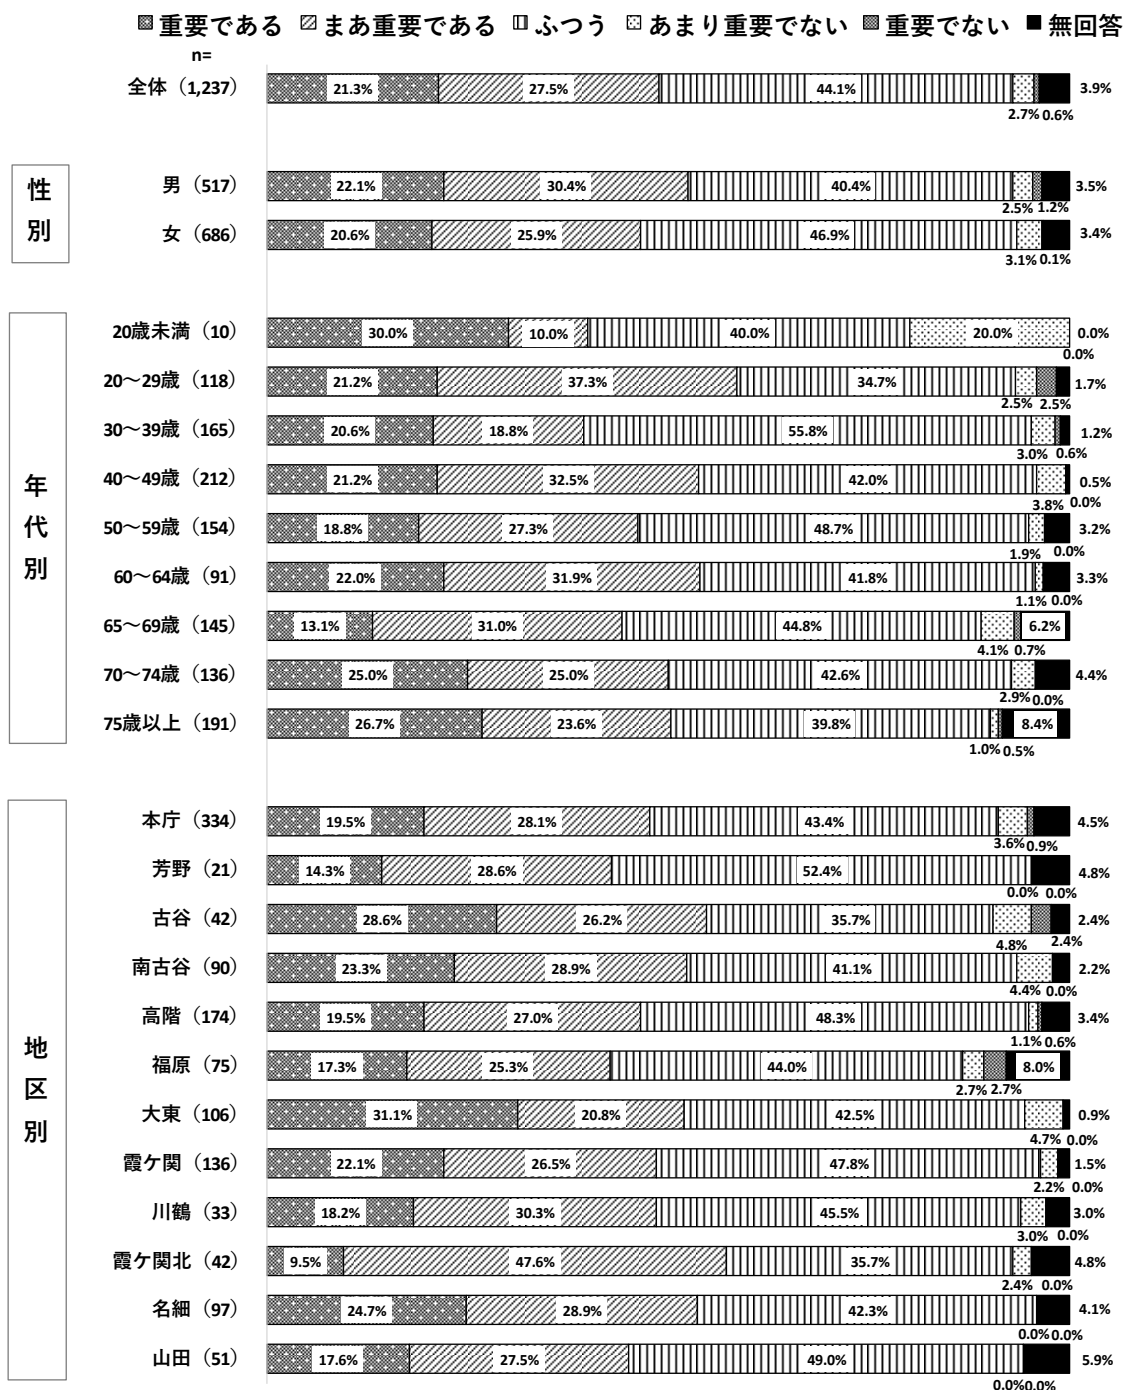 重要である まあ重要である ふつう あまり重要でない 重要でない 無回答
n=
全体（1,237） 21.3% 27.5% 44.1% 3.9%
2.7% 0.6%
性別
男（517） 22.1% 30.4% 40.4% 3.5%
2.5% 1.2%
女（686） 20.6% 25.9% 46.9% 3.4%
3.1% 0.1%
年代別
20歳未満（10） 30.0% 10.0% 40.0% 20.0% 0.0%
0.0%
20～29歳（118） 21.2% 37.3% 34.7% 1.7%
2.5% 2.5%
30～39歳（165） 20.6% 18.8% 55.8% 1.2%
3.0% 0.6%
40～49歳（212） 21.2% 32.5% 42.0% 0.5%
3.8% 0.0%
50～59歳（154） 18.8% 27.3% 48.7% 3.2%
1.9% 0.0%
60～64歳（91） 22.0% 31.9% 41.8% 3.3%
1.1% 0.0%
65～69歳（145） 13.1% 31.0% 44.8% 6.2%
4.1% 0.7%
70～74歳（136） 25.0% 25.0% 42.6% 4.4%
2.9% 0.0%
75歳以上（191） 26.7% 23.6% 39.8% 8.4%
1.0% 0.5%
地区別
本庁（334） 19.5% 28.1% 43.4% 4.5%
3.6% 0.9%
芳野（21） 14.3% 28.6% 52.4% 4.8%
0.0% 0.0%
古谷（42） 28.6% 26.2% 35.7% 2.4%
4.8% 2.4%
南古谷（90） 23.3% 28.9% 41.1% 2.2%
4.4% 0.0%
高階（174） 19.5% 27.0% 48.3% 3.4%
1.1% 0.6%
福原（75） 17.3% 25.3% 44.0% 8.0%
2.7% 2.7%
大東（106） 31.1% 20.8% 42.5% 0.9%
4.7% 0.0%
霞ケ関（136） 22.1% 26.5% 47.8% 1.5%
2.2% 0.0%
川鶴（33） 18.2% 30.3% 45.5% 3.0%
3.0% 0.0%
霞ケ関北（42） 9.5% 47.6% 35.7% 4.8%
2.4% 0.0%
名細（97） 24.7% 28.9% 42.3% 4.1%
0.0% 0.0%
山田（51） 17.6% 27.5% 49.0% 5.9%
0.0% 0.0%